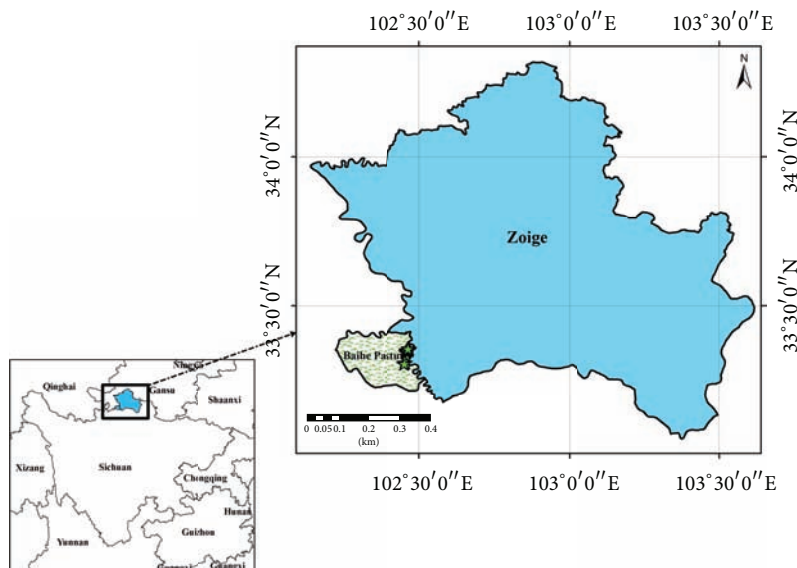 102°30′0″E 103°0′0″E 103°30′0″E
N
34°0′0″N
34°0′0″N
Zoige
33°30′0″N
33°30′0″N
Baihe
0 0.05 0.1 0.2 0.3 0.4
(km)
102°30′0″E 103°0′0″E 103°30′0″E
Qinghai
Gansu
Shaanxi
Xizang
Sichuan
Chongqing
Hunan
Guizhou
Yunnan